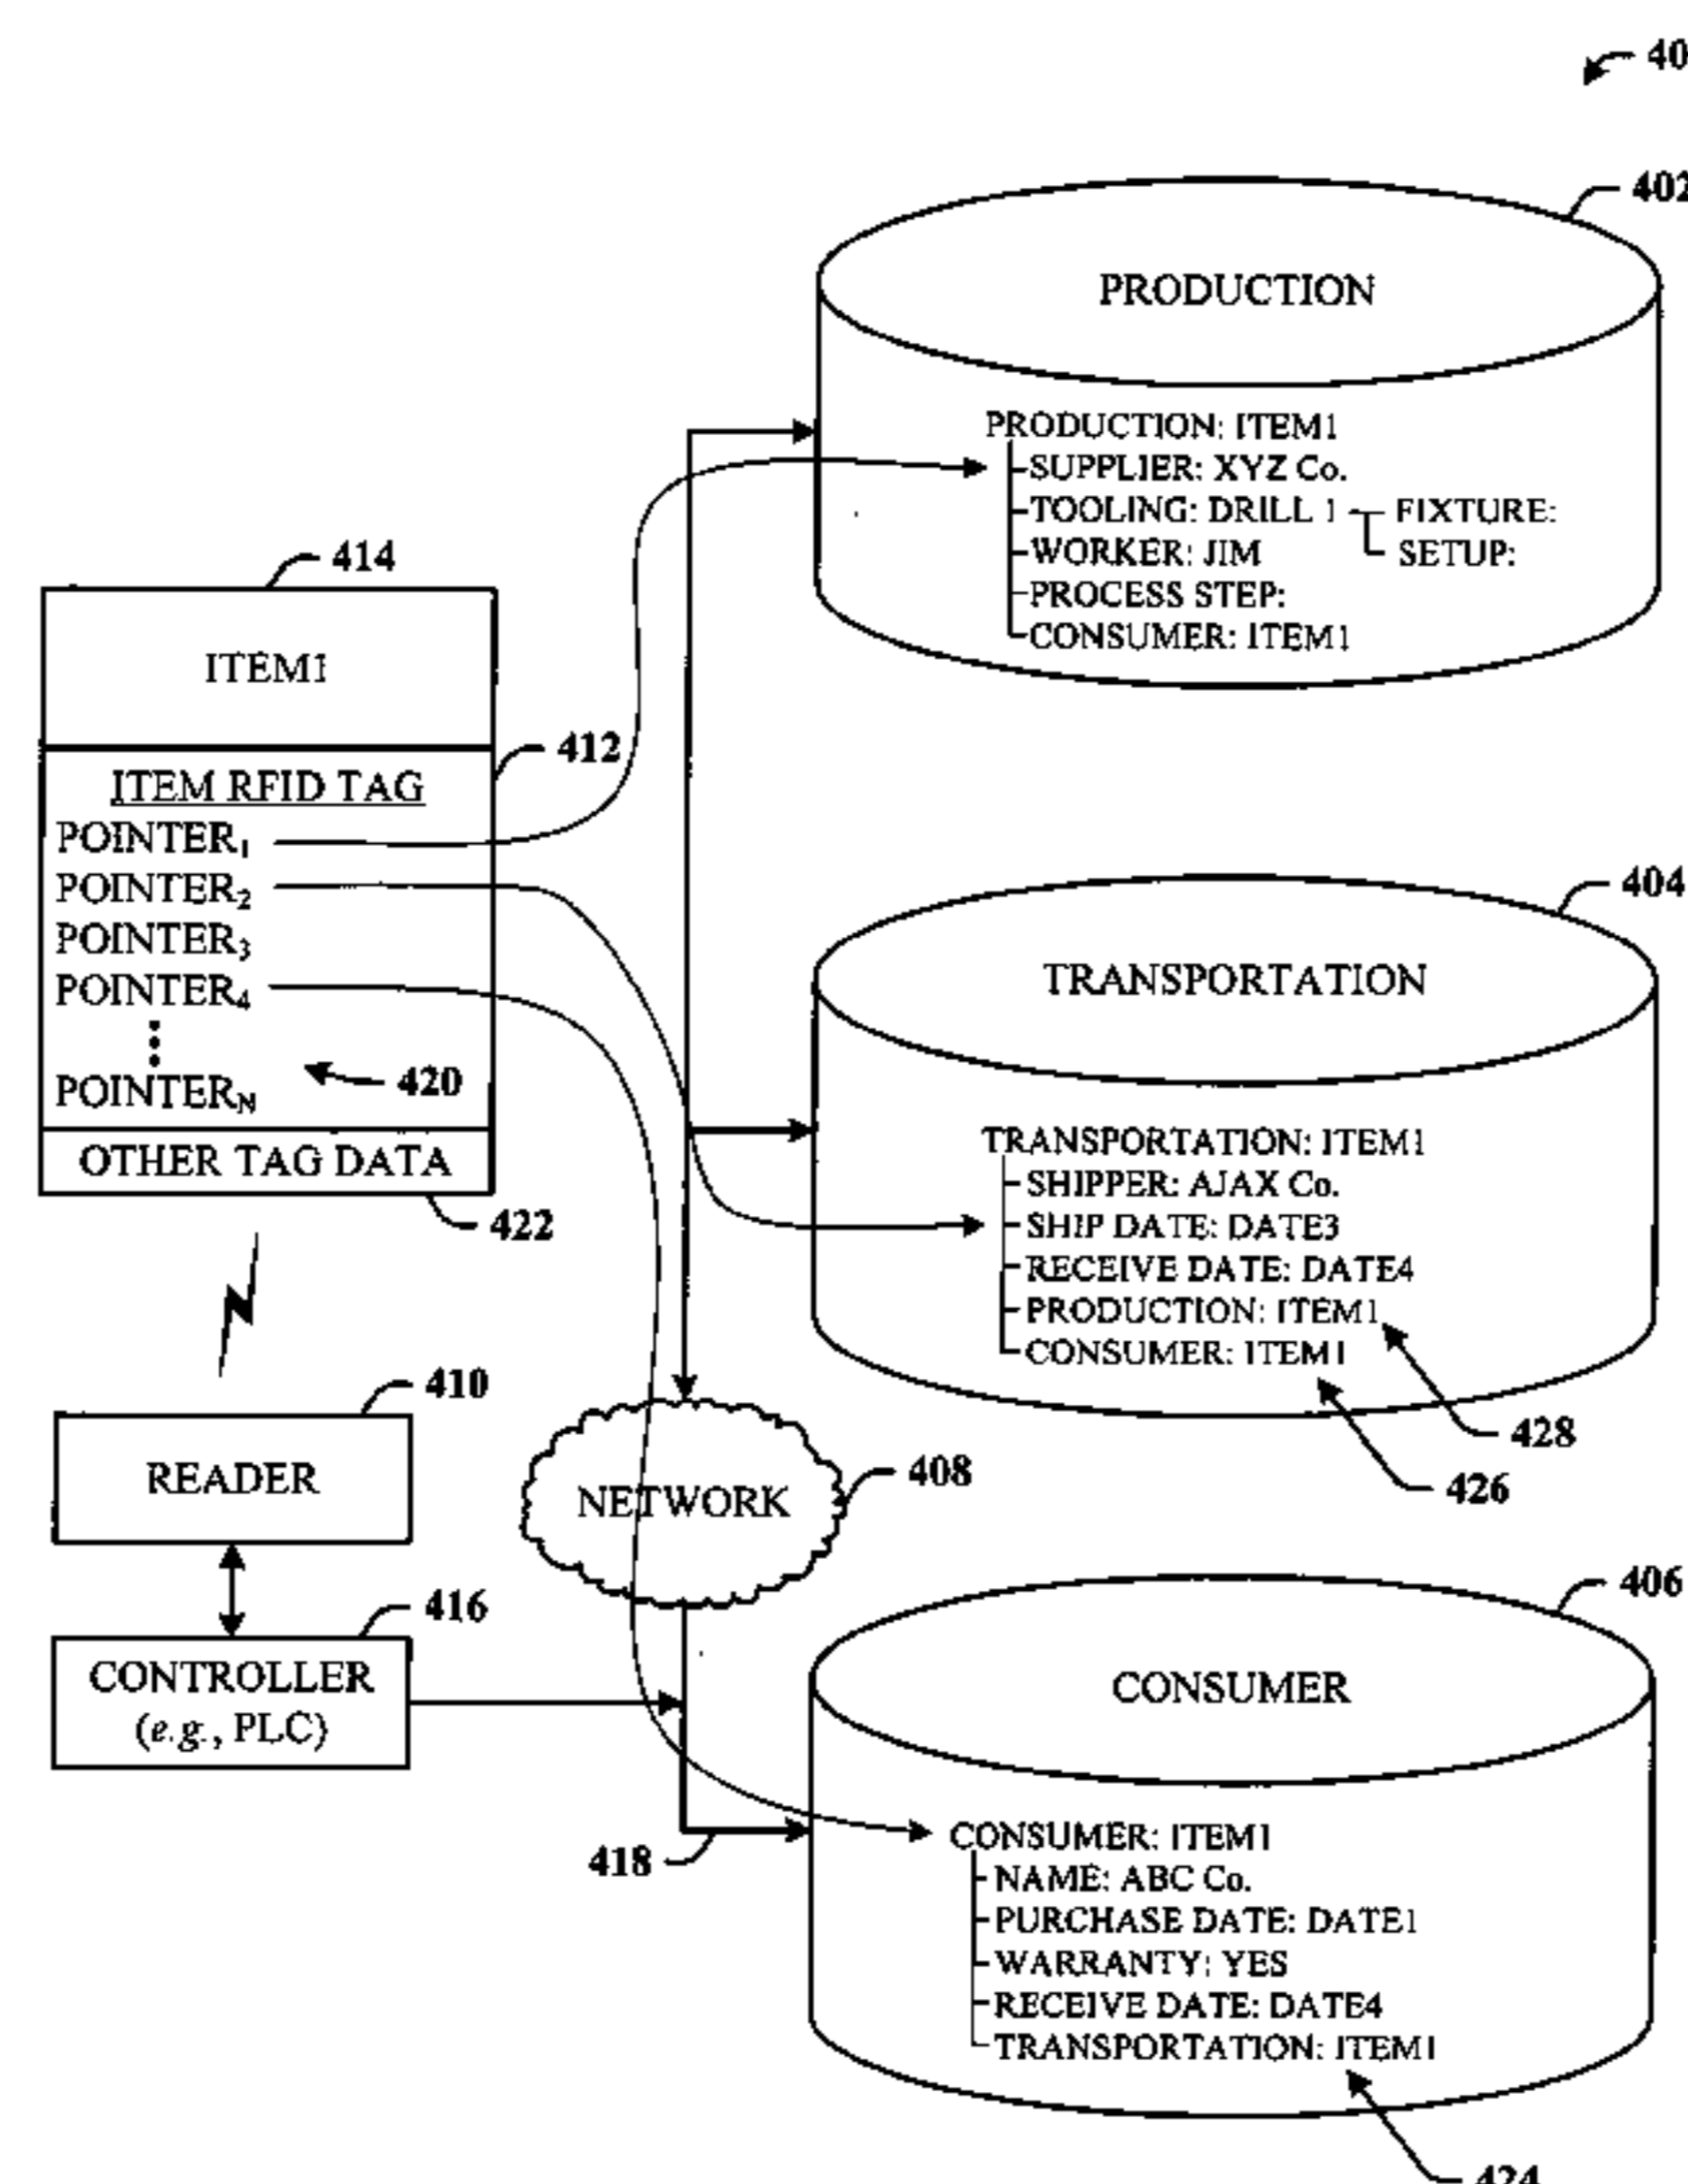 40
402
PRODUCTION
PRODUCTION: ITEM1
SUPPLIER: XYZ Co.
TOOLING: DRILL 1
FIXTURE:
SETUP:
WORKER: JIM
PROCESS STEP:
CONSUMER: ITEM1
414
ITEM1
412
ITEM RFID TAG
POINTER1
POINTER2
POINTER3
POINTER4
POINTERN
420
OTHER TAG DATA
422
404
TRANSPORTATION
TRANSPORTATION: ITEM1
SHIPPER: AJAX Co.
SHIP DATE: DATE3
RECEIVE DATE: DATE4
PRODUCTION: ITEM1
CONSUMER: ITEM1
428
426
410
READER
NETWORK
408
416
CONTROLLER
(e.g., PLC)
418
406
CONSUMER
CONSUMER: ITEM1
NAME: ABC Co.
PURCHASE DATE: DATE1
WARRANTY: YES
RECEIVE DATE: DATE4
TRANSPORTATION: ITEM1
424